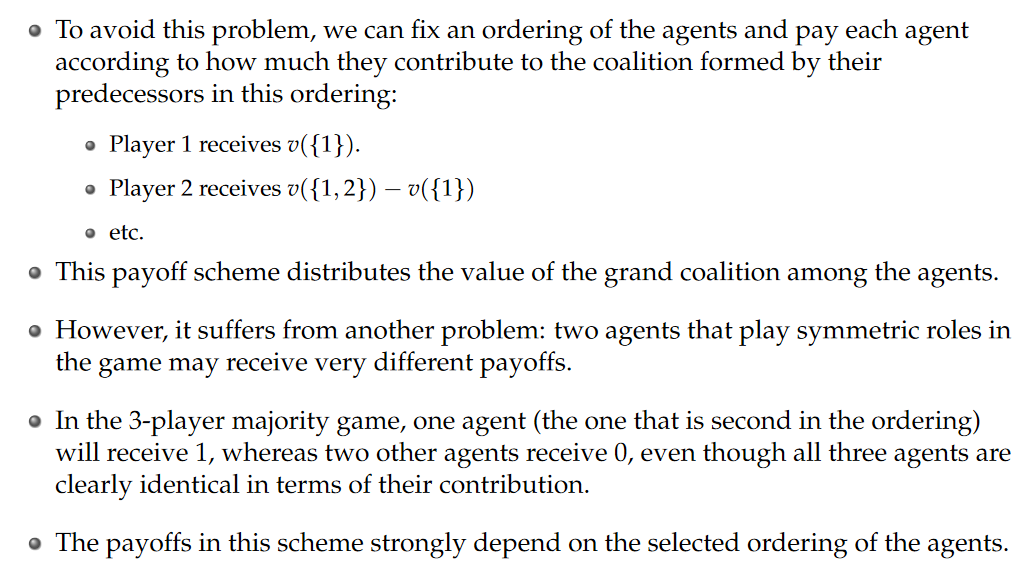 To avoid this problem, we can fix an ordering of the agents and pay each agent
according to how much they contribute to the coalition formed by their
predecessors in this ordering:
Player 1 receives v({1}).
Player 2 receives v({1, 2}) − v({1})
etc.
This payoff scheme distributes the value of the grand coalition among the agents.
However, it suffers from another problem: two agents that play symmetric roles in
the game may receive very different payoffs.
In the 3-player majority game, one agent (the one that is second in the ordering)
will receive 1, whereas two other agents receive 0, even though all three agents are
clearly identical in terms of their contribution.
The payoffs in this scheme strongly depend on the selected ordering of the agents.